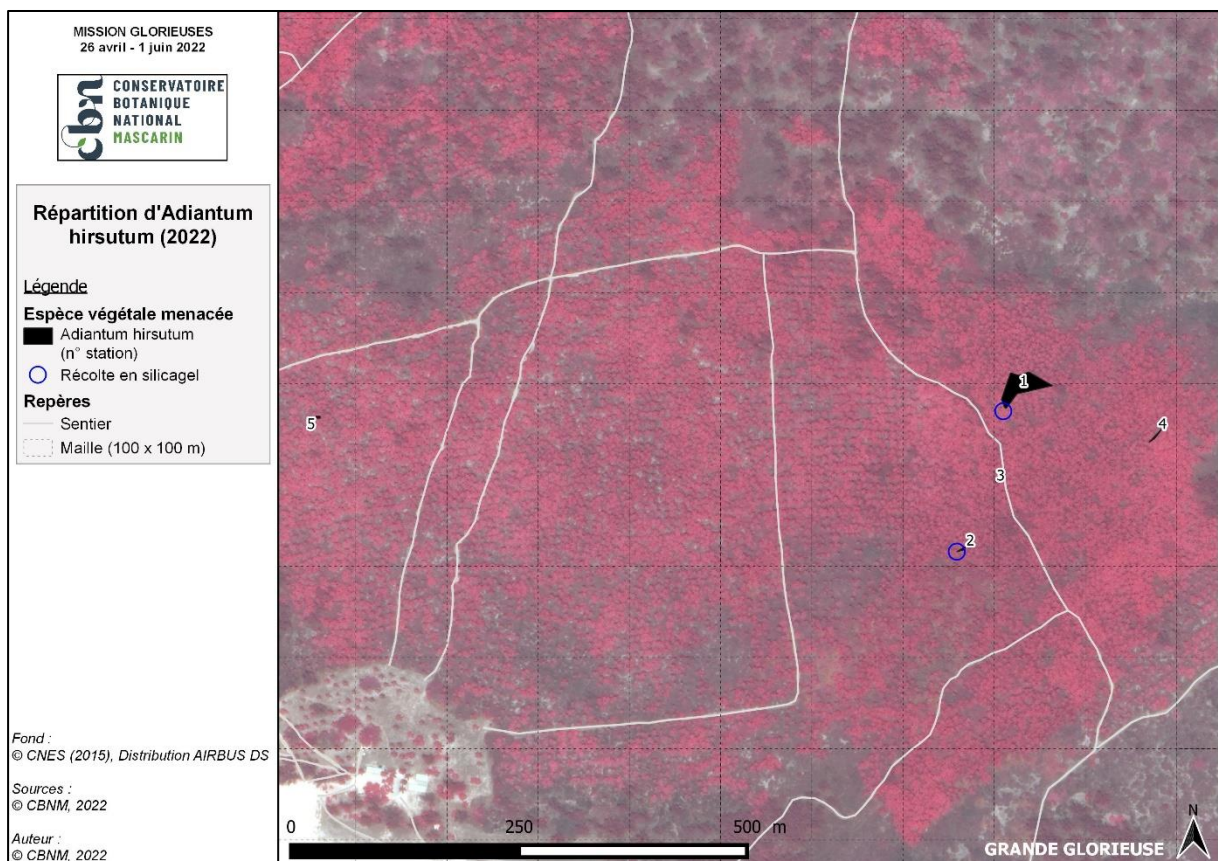 MISSION GLORIEUSES
26 avril - 1 juin 2022
cbn
CONSERVATOIRE
BOTANIQUE
NATIONAL
MASCARIN
Répartition d'Adiantum
hirsutum (2022)
Légende
Espèce végétale menacée
Adiantum hirsutum
(n° station)
Récolte en silicagel
Repères
Sentier
Maille (100 x 100 m)
Fond :
© CNES (2015), Distribution AIRBUS DS
Sources :
© CBNM, 2022
Auteur :
© CBNM, 2022
1
5
4
3
2
0 250 500 m
N
GRANDE GLORIEUSE